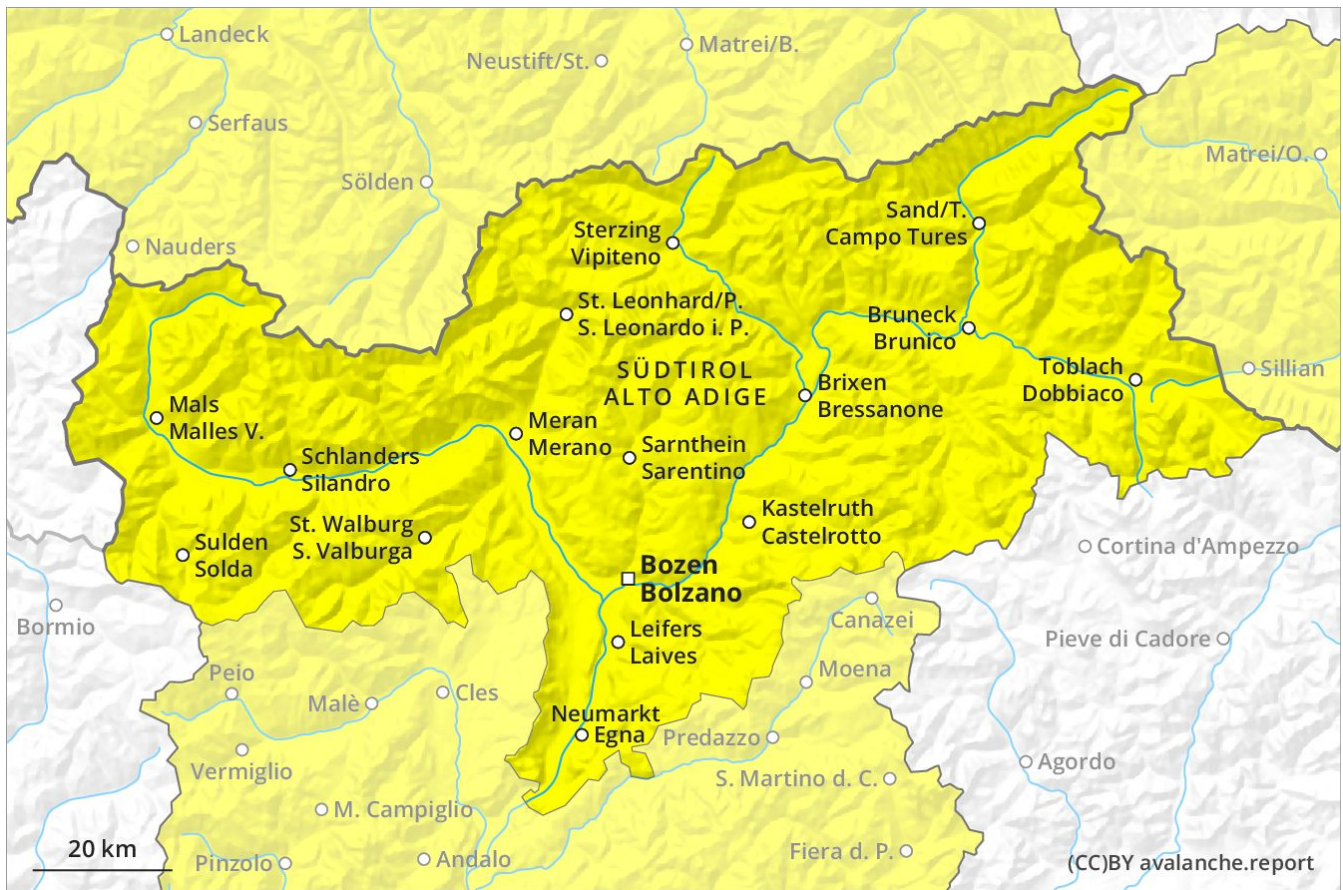 Landeck
Matrei/B.
Neustift/St.
Serfaus
Matrei/O.
Sölden
Sand/T.
Campo Tures
Sterzing
Vipiteno
Nauders
St. Leonhard/P.
S. Leonardo i. P.
Bruneck
Brunico
SÜDTIROL
ALTO ADIGE
Toblach
Dobbiaco
Sillian
Brixen
Bressanone
Mals
Malles V.
Meran
Merano
Sarnthein
Sarentino
Schlanders
Silandro
Kastelruth
Castelrotto
St. Walburg
S. Valburga
Sulden
Solda
Cortina d'Ampezzo
Bozen
Bolzano
Bormio
Canazei
Leifers
Laives
Pieve di Cadore
Peio
Moena
Malè
Cles
Neumarkt
Egna
Predazzo
Vermiglio
Agordo
S. Martino d. C.
M. Campiglio
20 km
Pinzolo
Andalo
Fiera d. P.
(CC)BY avalanche.report